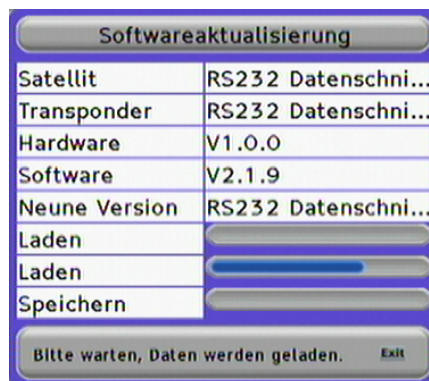 Softwareaktualisierung
Satellit RS232 Datenschni...
Transponder RS232 Datenschni...
Hardware V1.0.0
Software V2.1.9
Neune Version RS232 Datenschni...
Laden
Laden
Speichern
Bitte warten, Daten werden geladen. Exit